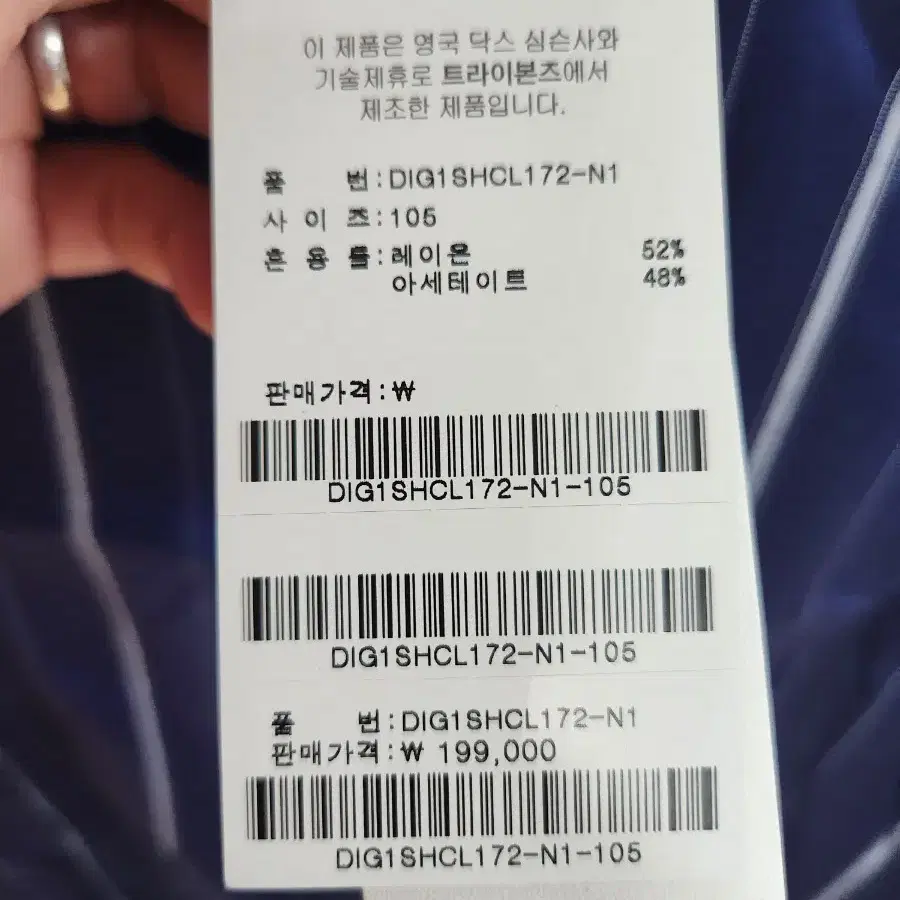 이 제품은 영국 닥스 심슨사와
기술제휴로 트라이본즈에서
제조한 제품입니다.
품 번:DIG1SHCL172-N1
사 이 즈:105
혼 용 률:레이온 52%
아세테이트 48%
판매가격:₩
DIG1SHCL172-N1-105
DIG1SHCL172-N1-105
품 번:DIG1SHCL172-N1
판매가격:₩ 199,000
DIG1SHCL172-N1-105